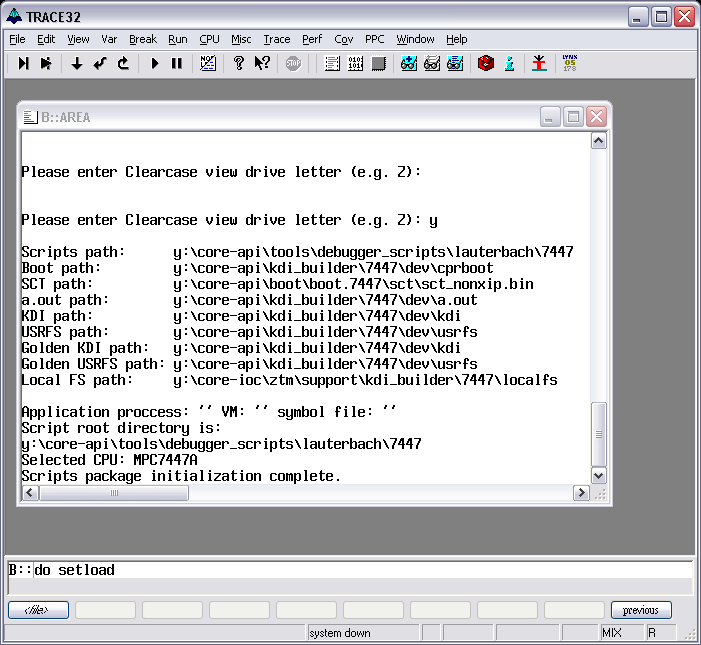 TRACE32
File Edit View Var Break Run CPU Misc Trace Perf Cov PPC Window Help
NOP STOP 0101 1011 LYNX OS 178
B::AREA
Please enter Clearcase view drive letter (e.g. Z):
Please enter Clearcase view drive letter (e.g. Z): y
Scripts path: y:\core-api\tools\debugger_scripts\lauterbach\7447
Boot path: y:\core-api\kdi_builder\7447\dev\cprboot
SCT path: y:\core-api\boot\boot.7447\sct\sct_nonxip.bin
a.out path: y:\core-api\kdi_builder\7447\dev\a.out
KDI path: y:\core-api\kdi_builder\7447\dev\kdi
USRFS path: y:\core-api\kdi_builder\7447\dev\usrfs
Golden KDI path: y:\core-api\kdi_builder\7447\dev\kdi
Golden USRFS path: y:\core-api\kdi_builder\7447\dev\usrfs
Local FS path: y:\core-ioc\ztm\support\kdi_builder\7447\localfs
Application proccess: '' VM: '' symbol file: ''
Script root directory is:
y:\core-api\tools\debugger_scripts\lauterbach\7447
Selected CPU: MPC7447A
Scripts package initialization complete.
B::do setload
<file> previous
system down MIX R